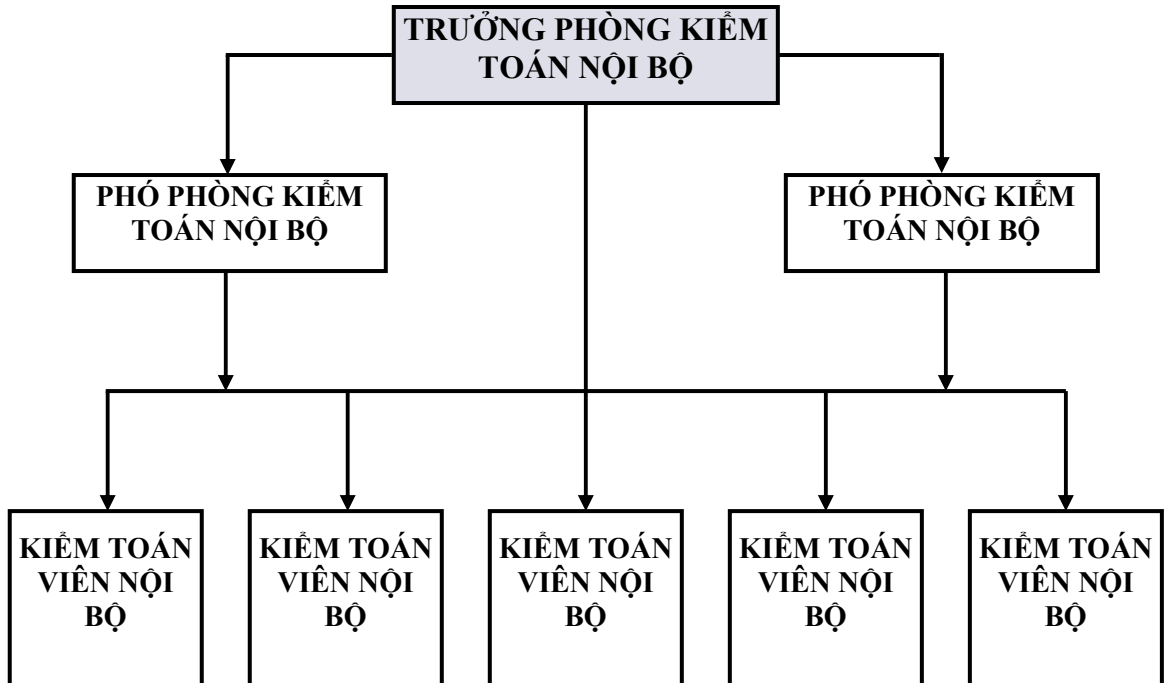 TRƯỞNG PHÒNG KIỂM
TOÁN NỘI BỘ
PHÓ PHÒNG KIỂM
TOÁN NỘI BỘ
PHÓ PHÒNG KIỂM
TOÁN NỘI BỘ
KIỂM TOÁN
VIÊN NỘI
BỘ
KIỂM TOÁN
VIÊN NỘI
BỘ
KIỂM TOÁN
VIÊN NỘI
BỘ
KIỂM TOÁN
VIÊN NỘI
BỘ
KIỂM TOÁN
VIÊN NỘI
BỘ